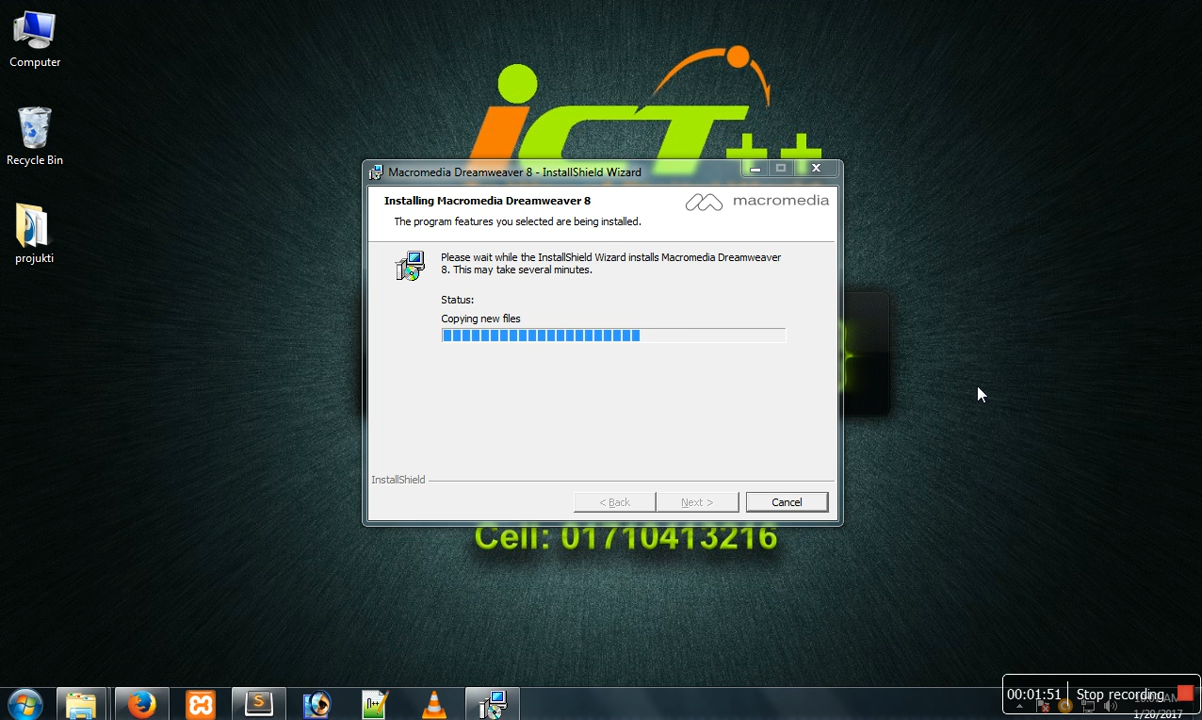 Computer
Recycle Bin
projukti
iCT++
Macromedia Dreamweaver 8 - InstallShield Wizard
Installing Macromedia Dreamweaver 8
The program features you selected are being installed.
macromedia
Please wait while the InstallShield Wizard installs Macromedia Dreamweaver
8. This may take several minutes.
Status:
Copying new files
InstallShield
< Back
Next >
Cancel
Cell: 01710413216
00:01:51
Stop recording
1/20/2017